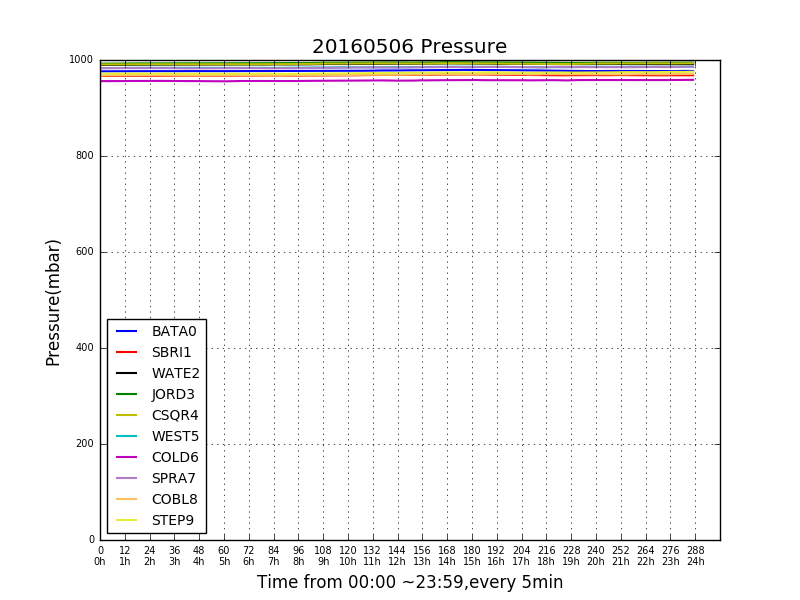 20160506 Pressure
1000
800
600
400
200
0
Pressure(mbar)
BATA0
SBRI1
WATE2
JORD3
CSQR4
WEST5
COLD6
SPRA7
COBL8
STEP9
0 12 24 36 48 60 72 84 96 108 120 132 144 156 168 180 192 204 216 228 240 252 264 276 288
0h 1h 2h 3h 4h 5h 6h 7h 8h 9h 10h 11h 12h 13h 14h 15h 16h 17h 18h 19h 20h 21h 22h 23h 24h
Time from 00:00 ~23:59,every 5min